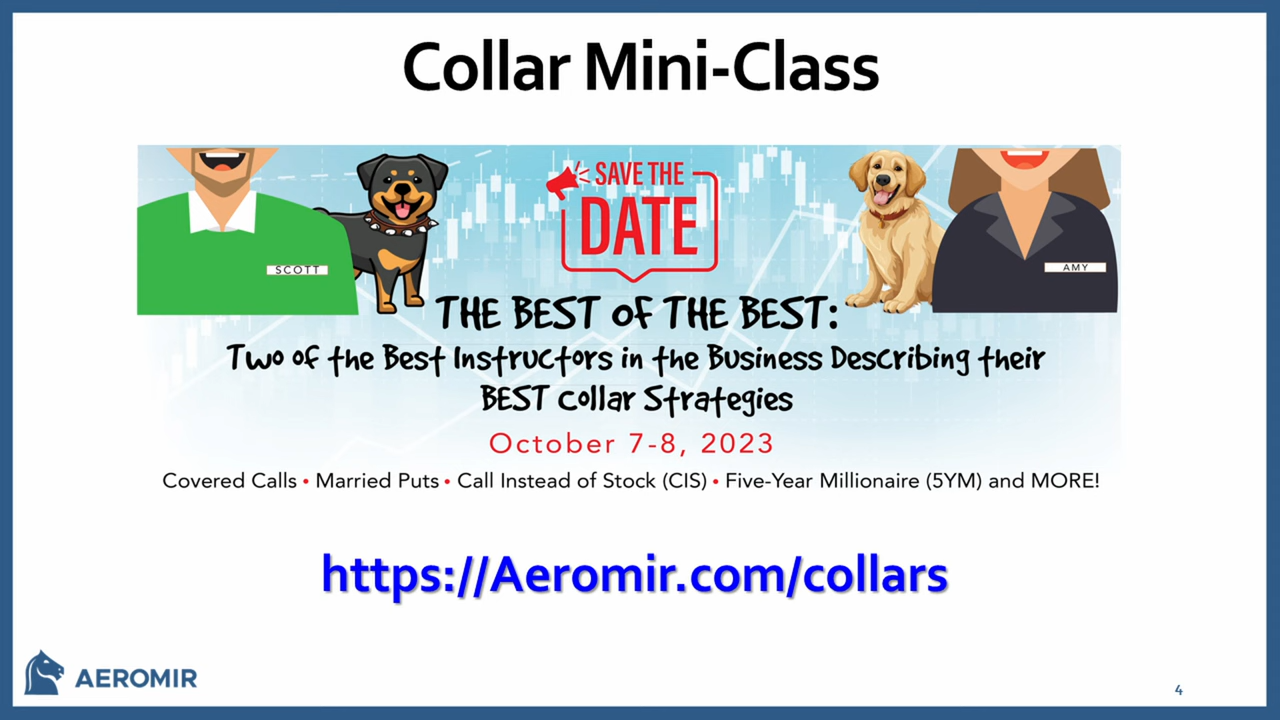 Collar Mini-Class
SAVE THE
DATE
SCOTT
AMY
THE BEST OF THE BEST:
Two of the Best Instructors in the Business Describing their
BEST Collar Strategies
October 7-8, 2023
Covered Calls • Married Puts • Call Instead of Stock (CIS) • Five-Year Millionaire (5YM) and MORE!
https://Aeromir.com/collars
AEROMIR
4